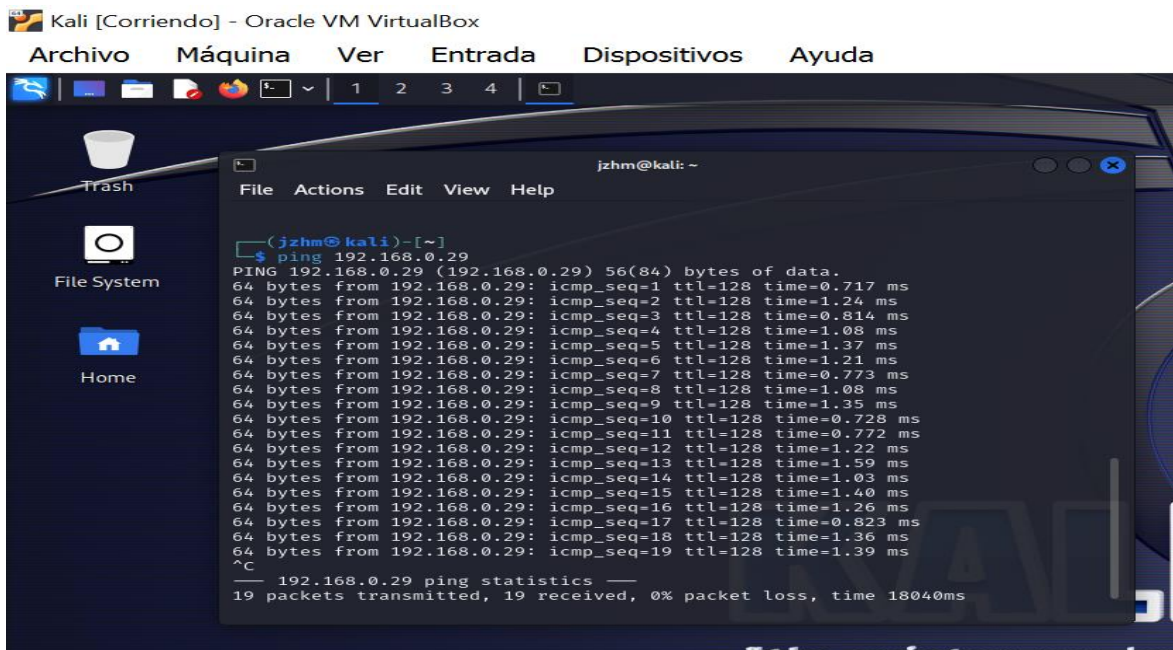 Kali [Corriendo] - Oracle VM VirtualBox
Archivo Máquina Ver Entrada Dispositivos Ayuda
1 2 3 4
Trash
File System
Home
jzhm@kali: ~
File Actions Edit View Help
┌──(jzhm㉿kali)-[~]
└─$ ping 192.168.0.29
PING 192.168.0.29 (192.168.0.29) 56(84) bytes of data.
64 bytes from 192.168.0.29: icmp_seq=1 ttl=128 time=0.717 ms
64 bytes from 192.168.0.29: icmp_seq=2 ttl=128 time=1.24 ms
64 bytes from 192.168.0.29: icmp_seq=3 ttl=128 time=0.814 ms
64 bytes from 192.168.0.29: icmp_seq=4 ttl=128 time=1.08 ms
64 bytes from 192.168.0.29: icmp_seq=5 ttl=128 time=1.37 ms
64 bytes from 192.168.0.29: icmp_seq=6 ttl=128 time=1.21 ms
64 bytes from 192.168.0.29: icmp_seq=7 ttl=128 time=0.773 ms
64 bytes from 192.168.0.29: icmp_seq=8 ttl=128 time=1.08 ms
64 bytes from 192.168.0.29: icmp_seq=9 ttl=128 time=1.35 ms
64 bytes from 192.168.0.29: icmp_seq=10 ttl=128 time=0.728 ms
64 bytes from 192.168.0.29: icmp_seq=11 ttl=128 time=0.772 ms
64 bytes from 192.168.0.29: icmp_seq=12 ttl=128 time=1.22 ms
64 bytes from 192.168.0.29: icmp_seq=13 ttl=128 time=1.59 ms
64 bytes from 192.168.0.29: icmp_seq=14 ttl=128 time=1.03 ms
64 bytes from 192.168.0.29: icmp_seq=15 ttl=128 time=1.40 ms
64 bytes from 192.168.0.29: icmp_seq=16 ttl=128 time=1.26 ms
64 bytes from 192.168.0.29: icmp_seq=17 ttl=128 time=0.823 ms
64 bytes from 192.168.0.29: icmp_seq=18 ttl=128 time=1.36 ms
64 bytes from 192.168.0.29: icmp_seq=19 ttl=128 time=1.39 ms
^C
── 192.168.0.29 ping statistics ──
19 packets transmitted, 19 received, 0% packet loss, time 18040ms